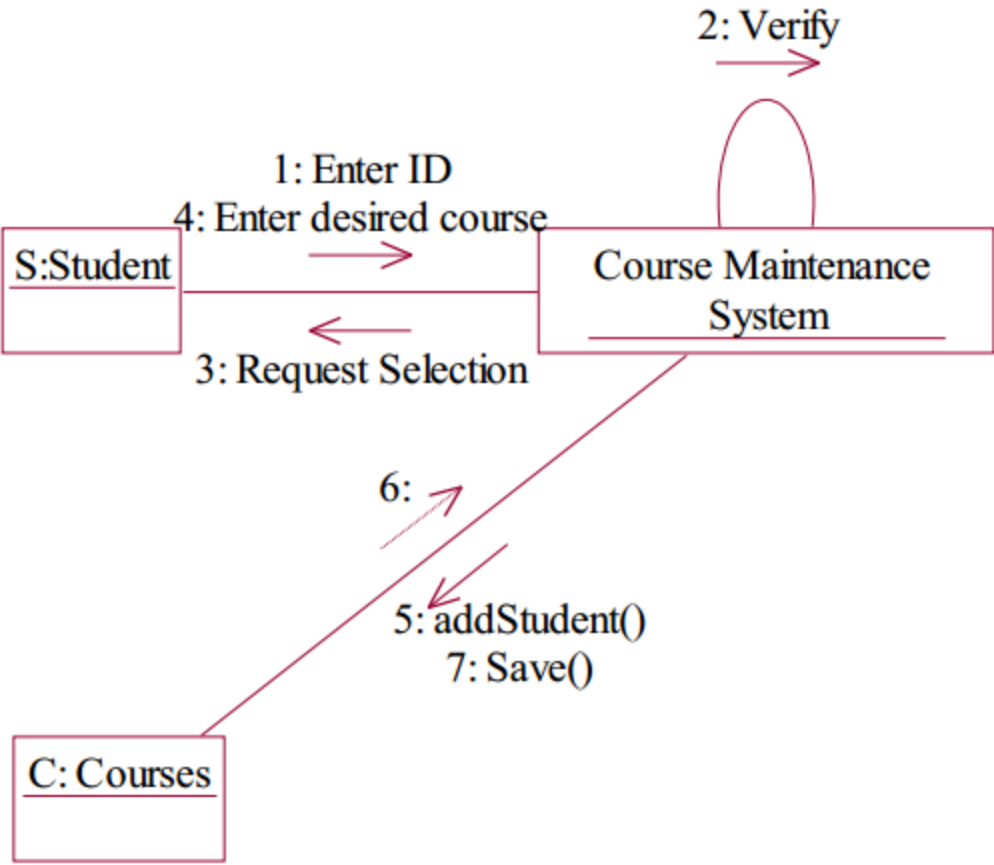 2: Verify
1: Enter ID
4: Enter desired course
S:Student
Course Maintenance
System
3: Request Selection
6:
5: addStudent()
7: Save()
C: Courses